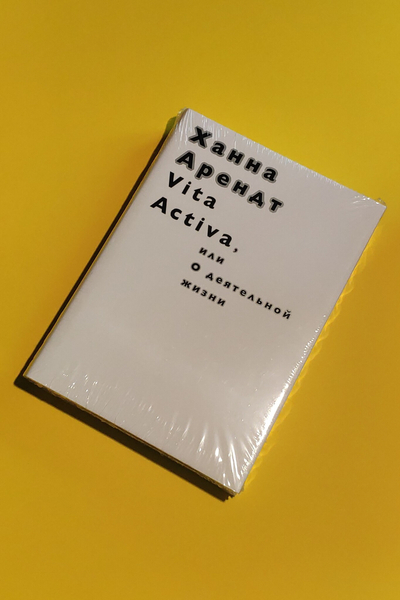 Ханна
Арендт
Vita
Activa,
или
О деятельной
жизни